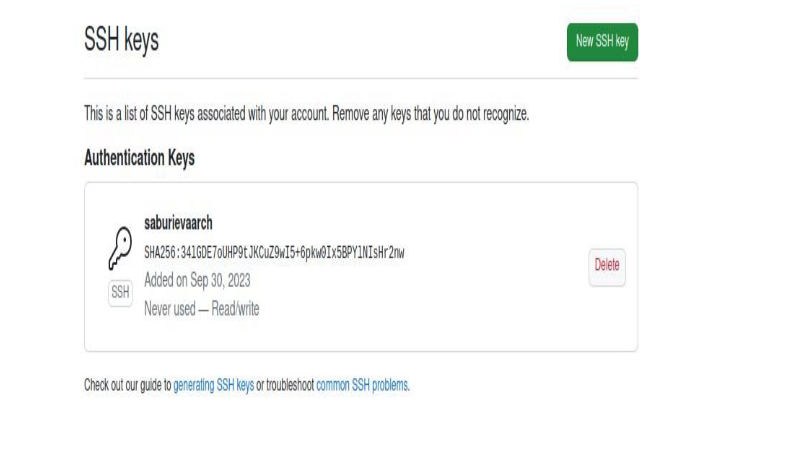 SSH keys
New SSH key
This is a list of SSH keys associated with your account. Remove any keys that you do not recognize.
Authentication Keys
saburievaarch
SHA256:341GDE7oUHP9tJKCuZ9wI5+6pkw0Ix5BPY1NIsHr2nw
Added on Sep 30, 2023
SSH
Never used — Read/write
Delete
Check out our guide to generating SSH keys or troubleshoot common SSH problems.